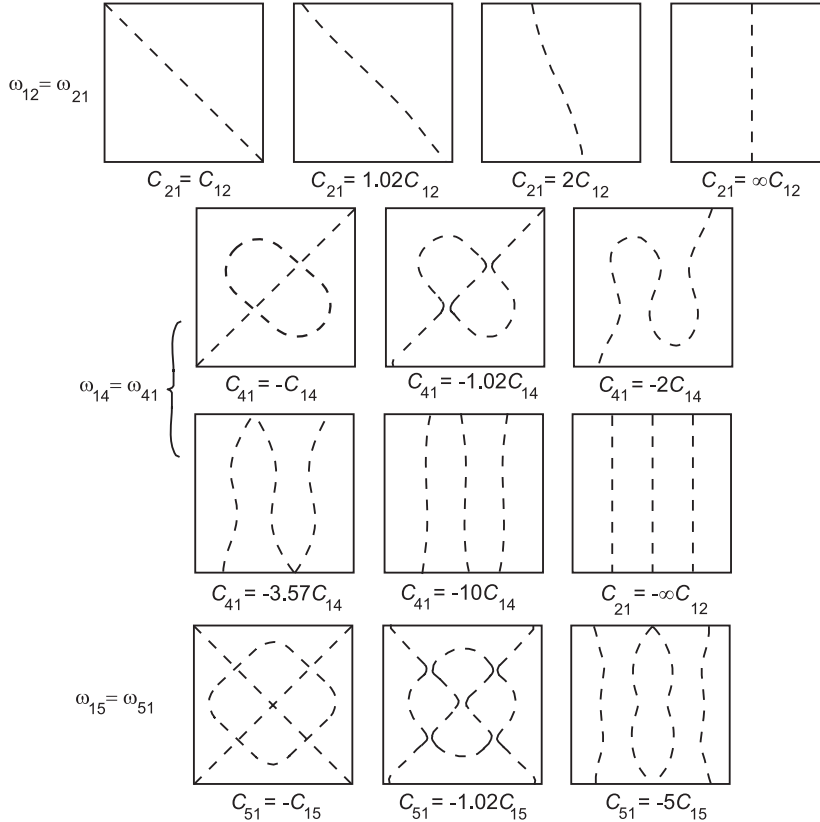 ω12= ω21
C21= C12
C21= 1.02C12
C21= 2C12
C21= ∞C12
ω14= ω41
C41= -C14
C41= -1.02C14
C41= -2C14
C41= -3.57C14
C41= -10C14
C21= -∞C12
ω15= ω51
C51= -C15
C51= -1.02C15
C51= -5C15